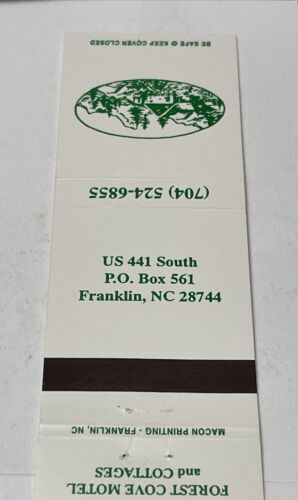 BE SAFE ⊙ KEEP COVER CLOSED
(704) 524-6855
US 441 South
P.O. Box 561
Franklin, NC 28744
MACON PRINTING - FRANKLIN, NC
FOREST COVE MOTEL
and COTTAGES